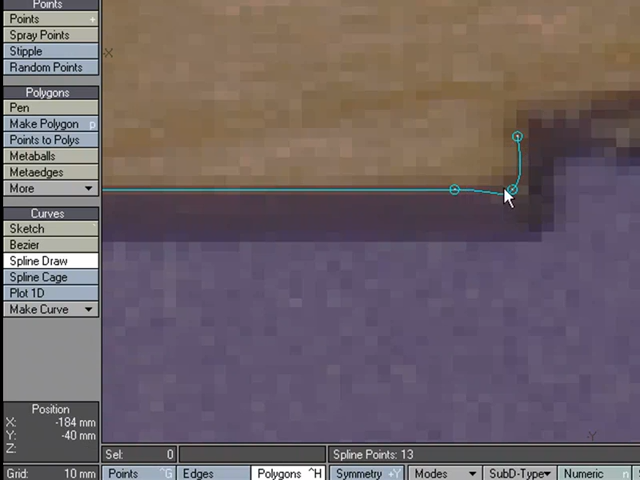 Points
Points +
Spray Points
Stipple
Random Points
Polygons
Pen
Make Polygon p
Points to Polys
Metaballs
Metaedges
More
Curves
Sketch
Bezier
Spline Draw
Spline Cage
Plot 1D
Make Curve
Position
X: -184 mm
Y: -40 mm
Z:
Grid: 10 mm
X
Y
Sel: 0
Spline Points: 13
Points ^G
Edges
Polygons ^H
Symmetry +Y
Modes
SubD-Type
Numeric n